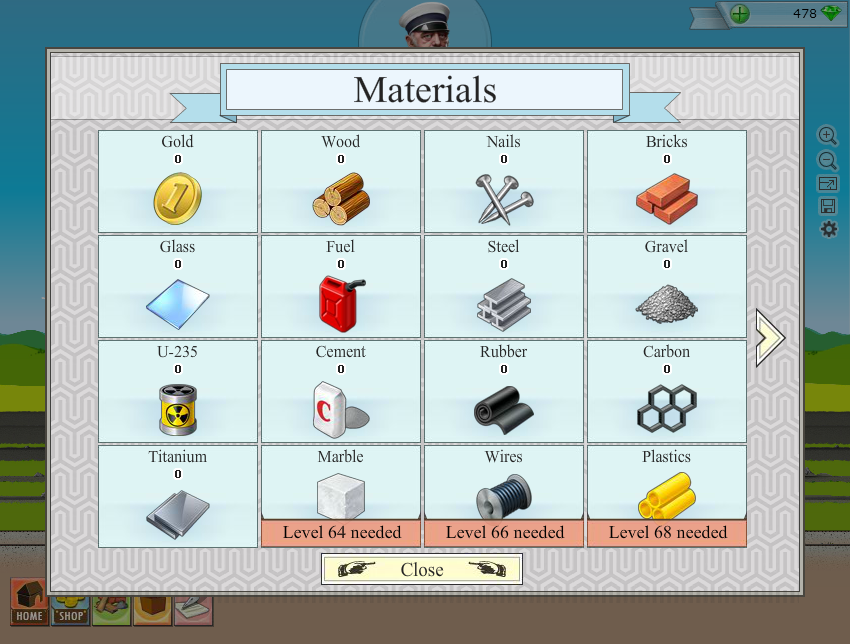 478
Materials
Gold
0
Wood
0
Nails
0
Bricks
0
Glass
0
Fuel
0
Steel
0
Gravel
0
U-235
0
Cement
0
C
Rubber
0
Carbon
0
Titanium
0
Marble
Level 64 needed
Wires
Level 66 needed
Plastics
Level 68 needed
Close
HOME
SHOP